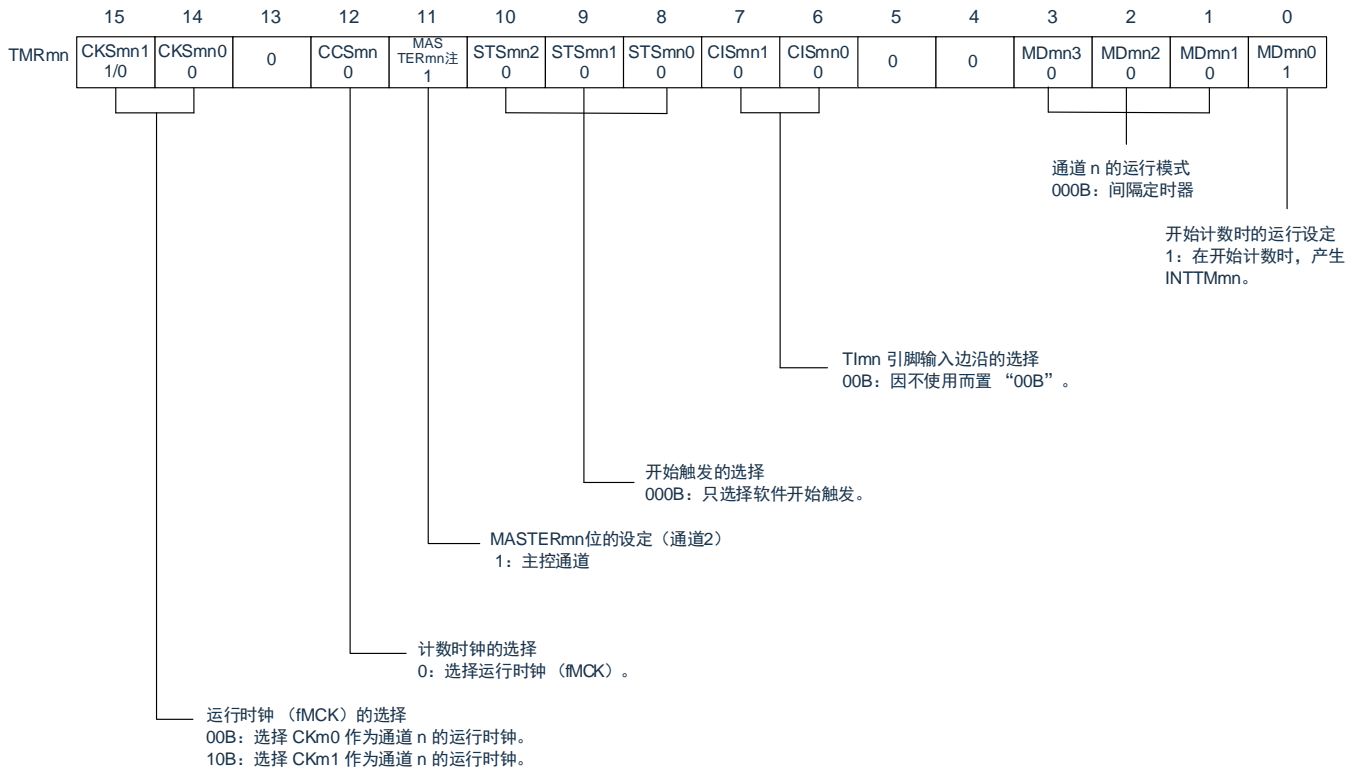 15 14 13 12 11 10 9 8 7 6 5 4 3 2 1 0
TMRmn CKSmn1 CKSmn0 0 CCSmn MAS TERmn注 STSmn2 STSmn1 STSmn0 CISmn1 CISmn0 0 0 MDmn3 MDmn2 MDmn1 MDmn0
1/0 0 0 1 0 0 0 0 0 0 0 0 1
通道 n 的运行模式
000B：间隔定时器
开始计数时的运行设定
1：在开始计数时，产生
INTTMmn。
TImn 引脚输入边沿的选择
00B：因不使用而置 “00B”。
开始触发的选择
000B：只选择软件开始触发。
MASTERmn位的设定（通道2）
1：主控通道
计数时钟的选择
0：选择运行时钟 （fMCK）。
运行时钟 （fMCK）的选择
00B：选择 CKm0 作为通道 n 的运行时钟。
10B：选择 CKm1 作为通道 n 的运行时钟。